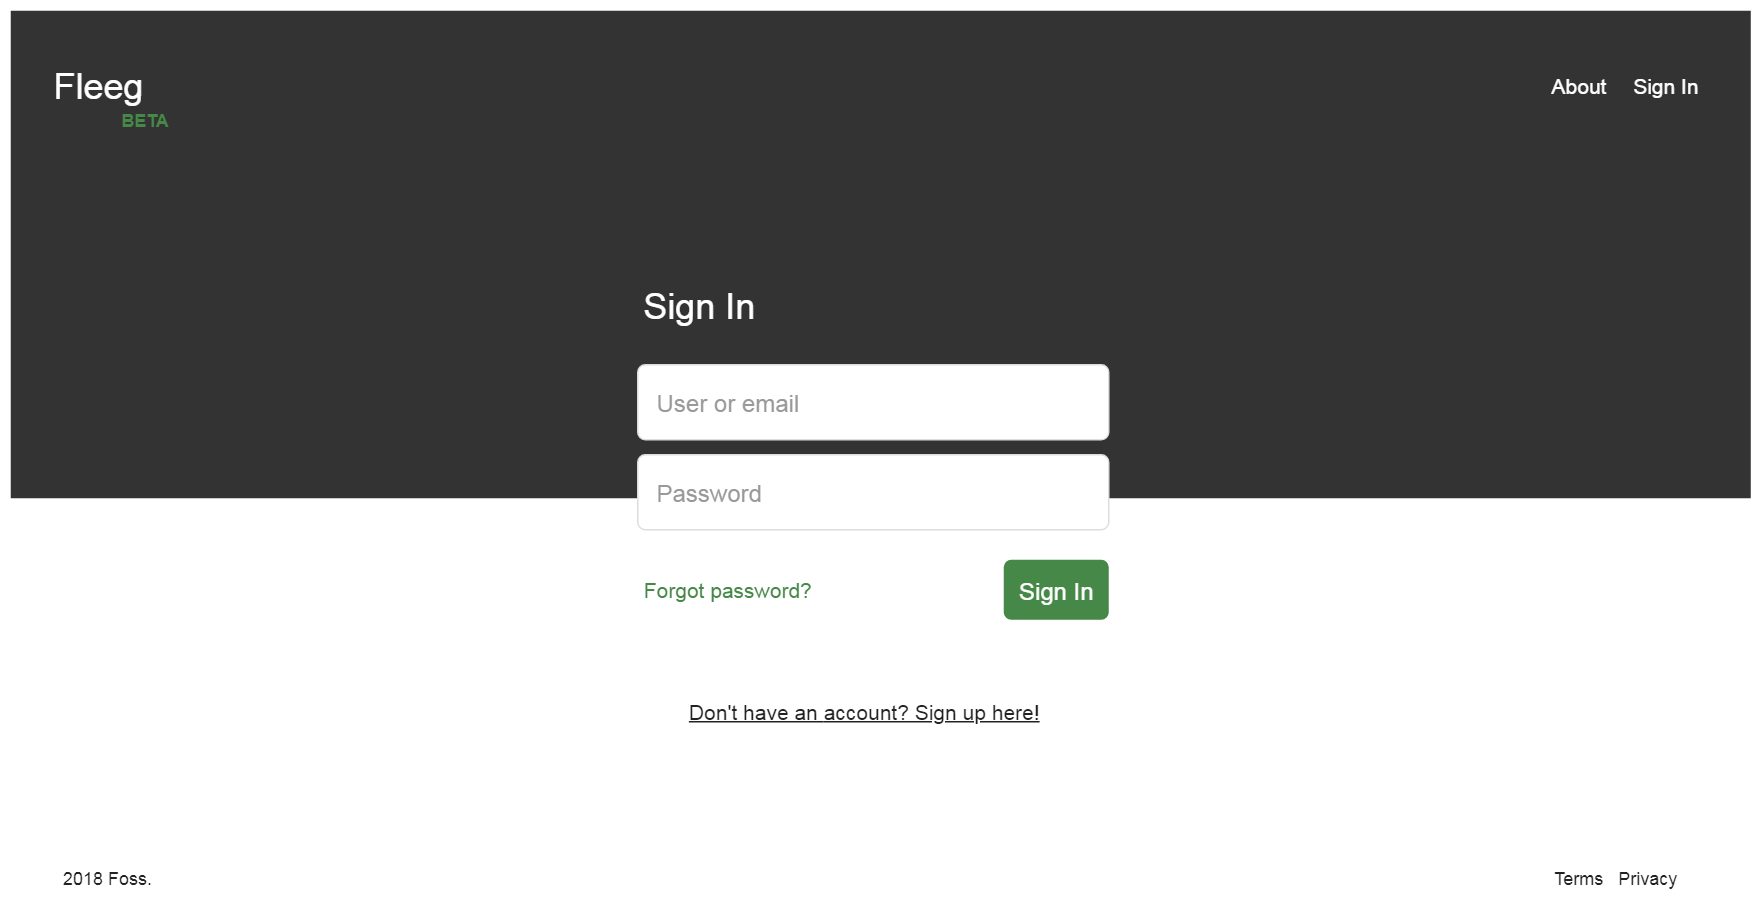 Fleeg
BETA
About
Sign In
Sign In
User or email
Password
Forgot password?
Sign In
Don't have an account? Sign up here!
2018 Foss.
Terms
Privacy